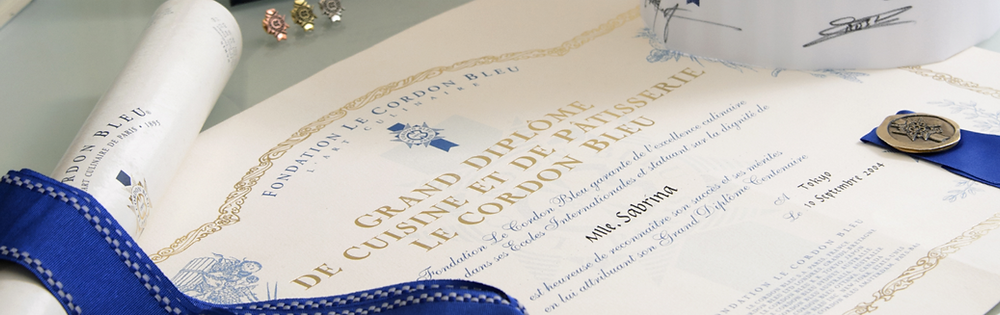 CORDON BLEU
ART CULINAIRE DE PARIS • 1895
FONDATION LE CORDON BLEU
L'ART CULINAIRE
GRAND DIPLÔME
DE CUISINE ET DE PÂTISSERIE
LE CORDON BLEU
Fondation Le Cordon Bleu garante de l'excellence culinaire
dans ses Écoles Internationales et statuant sur la dignité de
Mlle. Sabrina
est heureuse de reconnaître son succès et ses mérites
en lui attribuant son Grand Diplôme Centenaire
A Tokyo
Le 10 Septembre 2004
FONDATION LE CORDON BLEU